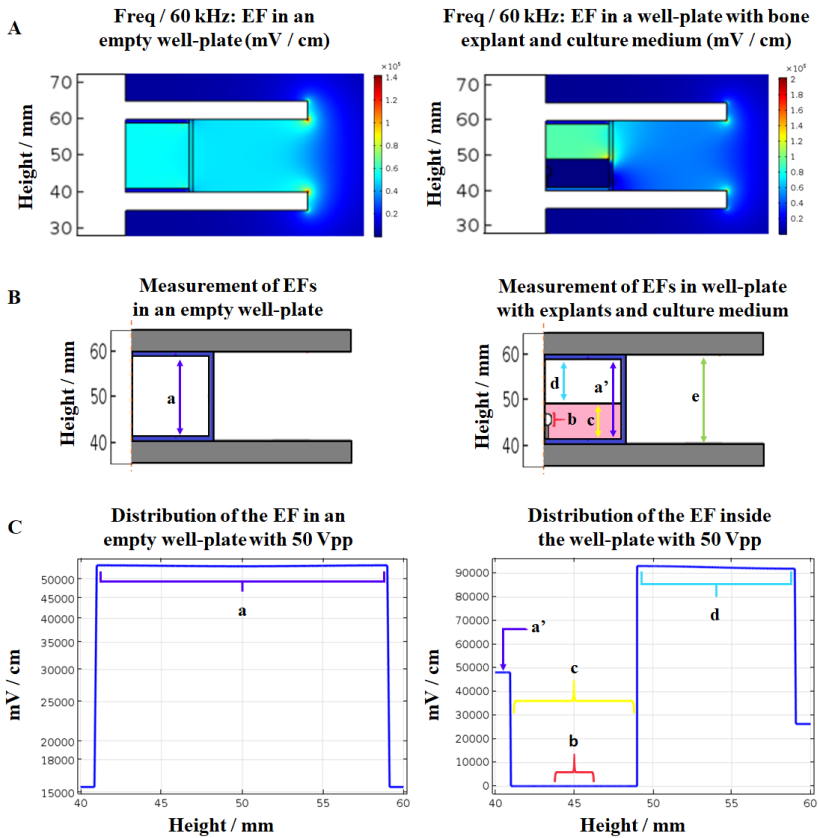 A
Freq / 60 kHz: EF in an
empty well-plate (mV / cm)
Freq / 60 kHz: EF in a well-plate with bone
explant and culture medium (mV / cm)
Height / mm
70
60
50
40
30
×10⁵
1.4
1.2
1
0.8
0.6
0.4
0.2
Height / mm
70
60
50
40
30
×10⁵
2
1.8
1.6
1.4
1.2
1
0.8
0.6
0.4
0.2
B
Measurement of EFs
in an empty well-plate
Measurement of EFs in well-plate
with explants and culture medium
Height / mm
60
50
40
a
Height / mm
60
50
40
d
a’
e
b
c
C
Distribution of the EF in an
empty well-plate with 50 Vpp
Distribution of the EF inside
the well-plate with 50 Vpp
mV / cm
50000
45000
40000
35000
30000
25000
20000
18000
15000
a
40
45
50
55
60
Height / mm
mV / cm
90000
80000
70000
60000
50000
40000
30000
20000
10000
0
a’
c
b
d
40
45
50
55
60
Height / mm